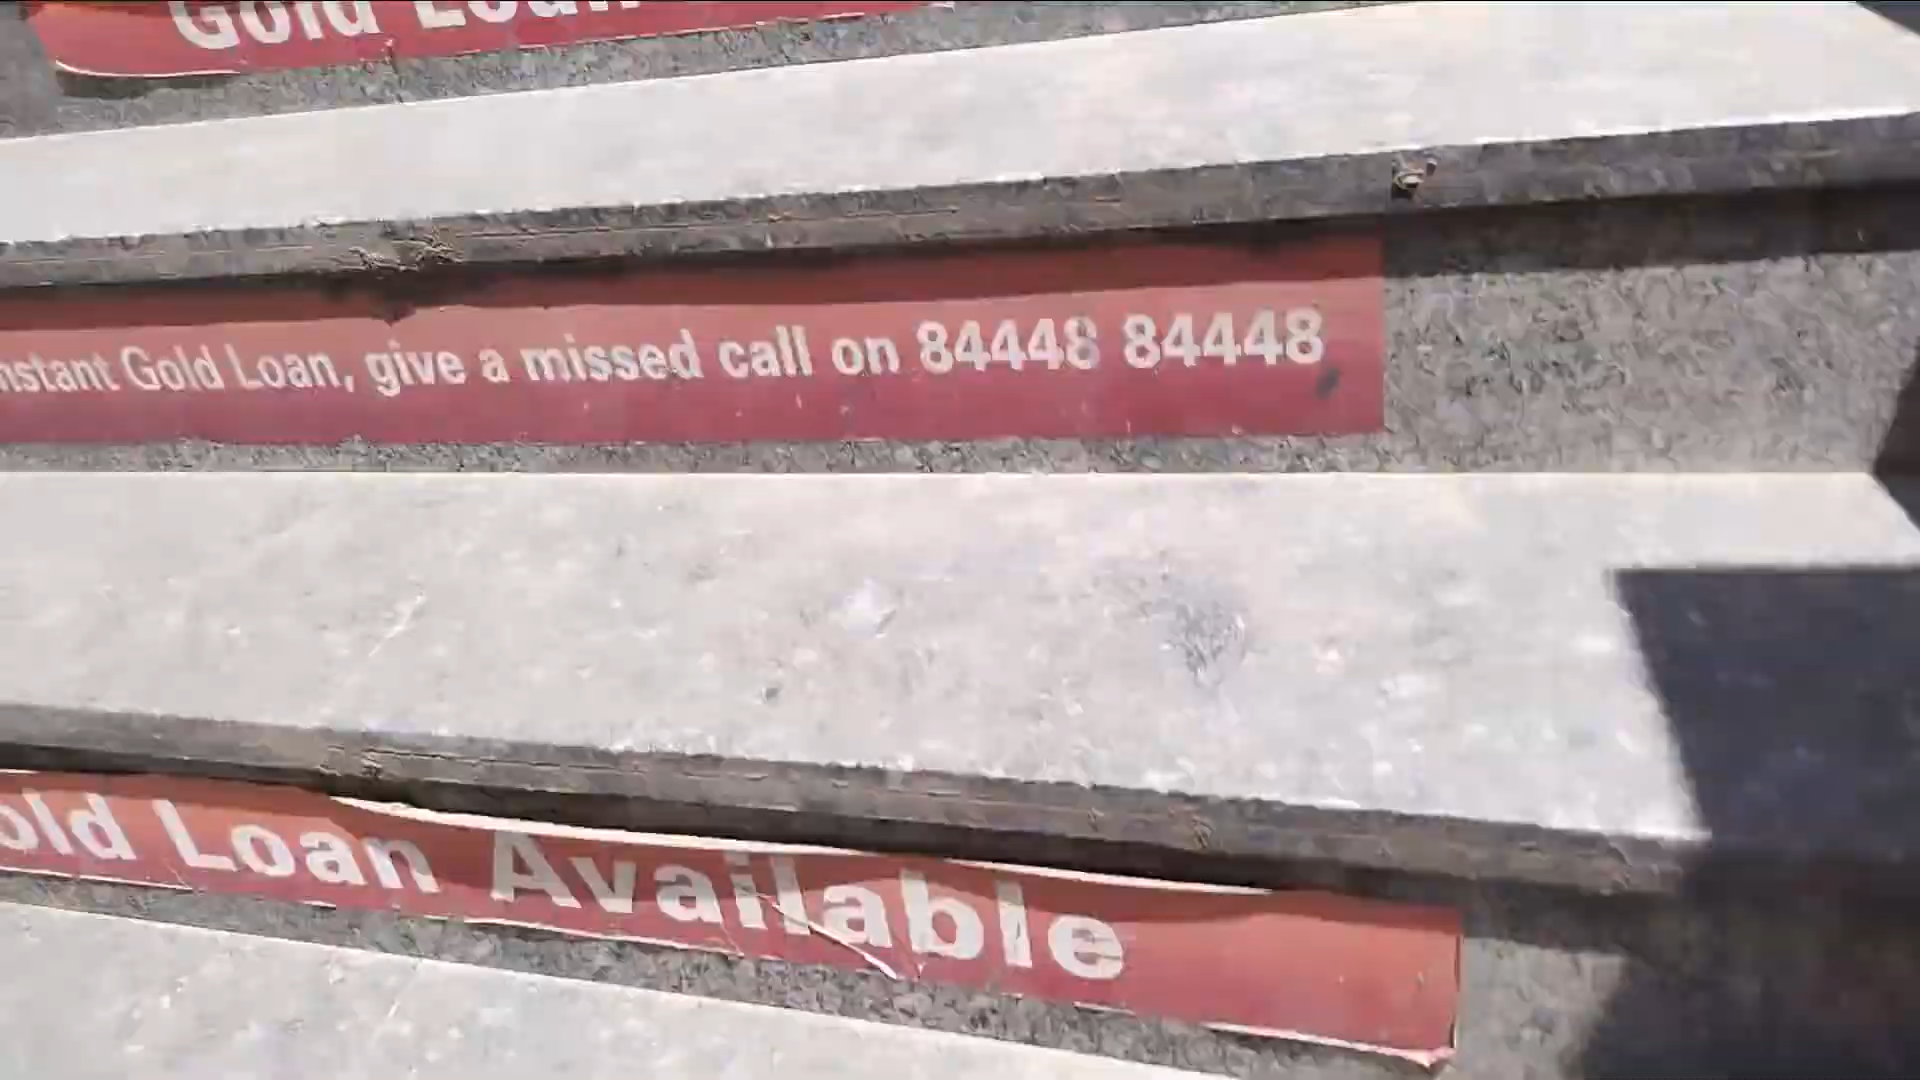 Gold Loan
nstant Gold Loan, give a missed call on 84448 84448
old Loan Available